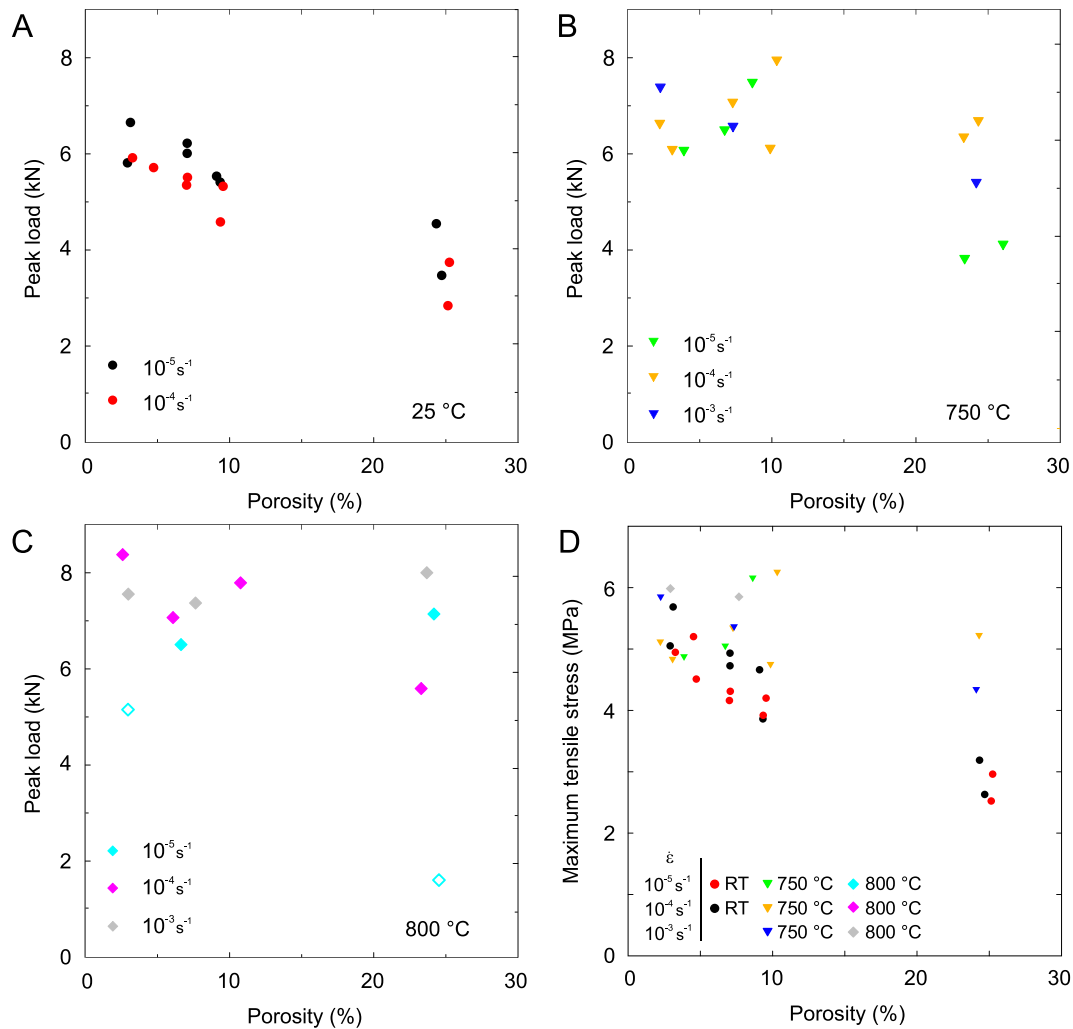 A
8
6
4
2
0
Peak load (kN)
10⁻⁵s⁻¹
10⁻⁴s⁻¹
25 °C
0 10 20 30
Porosity (%)
B
8
6
4
2
0
Peak load (kN)
10⁻⁵s⁻¹
10⁻⁴s⁻¹
10⁻³s⁻¹
750 °C
0 10 20 30
Porosity (%)
C
8
6
4
2
0
Peak load (kN)
10⁻⁵s⁻¹
10⁻⁴s⁻¹
10⁻³s⁻¹
800 °C
0 10 20 30
Porosity (%)
D
6
4
2
0
Maximum tensile stress (MPa)
ε̇
10⁻⁵s⁻¹ RT 750 °C 800 °C
10⁻⁴s⁻¹ RT 750 °C 800 °C
10⁻³s⁻¹ 750 °C 800 °C
0 10 20 30
Porosity (%)